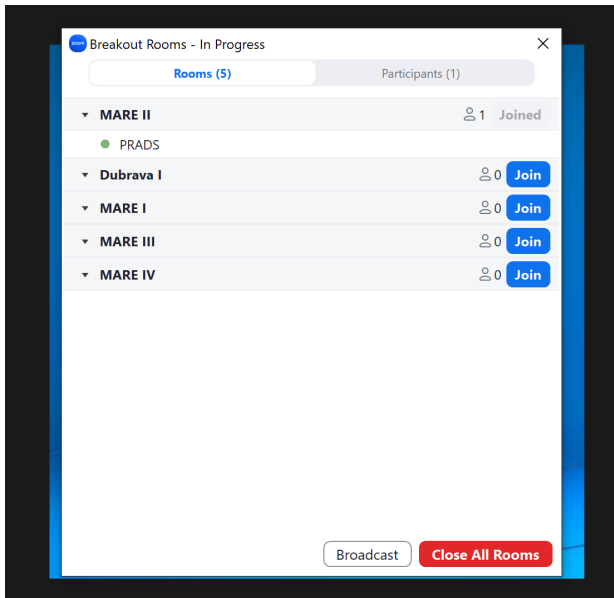 zoom Breakout Rooms - In Progress
Rooms (5) Participants (1)
MARE II 1 Joined
PRADS
Dubrava I 0 Join
MARE I 0 Join
MARE III 0 Join
MARE IV 0 Join
Broadcast Close All Rooms